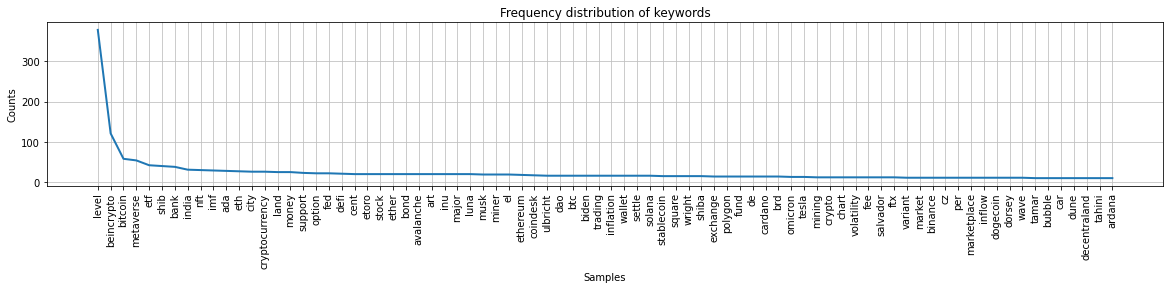 Frequency distribution of keywords
Counts
300
200
100
0
level
beincrypto
bitcoin
metaverse
etf
shib
bank
india
nft
imf
ada
eth
city
cryptocurrency
land
money
support
option
fed
defi
cent
etoro
stock
ether
bond
avalanche
art
inu
major
luna
musk
miner
el
ethereum
coindesk
ulbricht
dao
btc
biden
trading
inflation
wallet
settle
solana
stablecoin
square
wright
shiba
exchange
polygon
fund
de
cardano
brd
omicron
tesla
mining
crypto
chart
volatility
fee
salvador
ftx
variant
market
binance
cz
per
marketplace
inflow
dogecoin
dorsey
wave
tamar
bubble
car
dune
decentraland
tahini
ardana
Samples